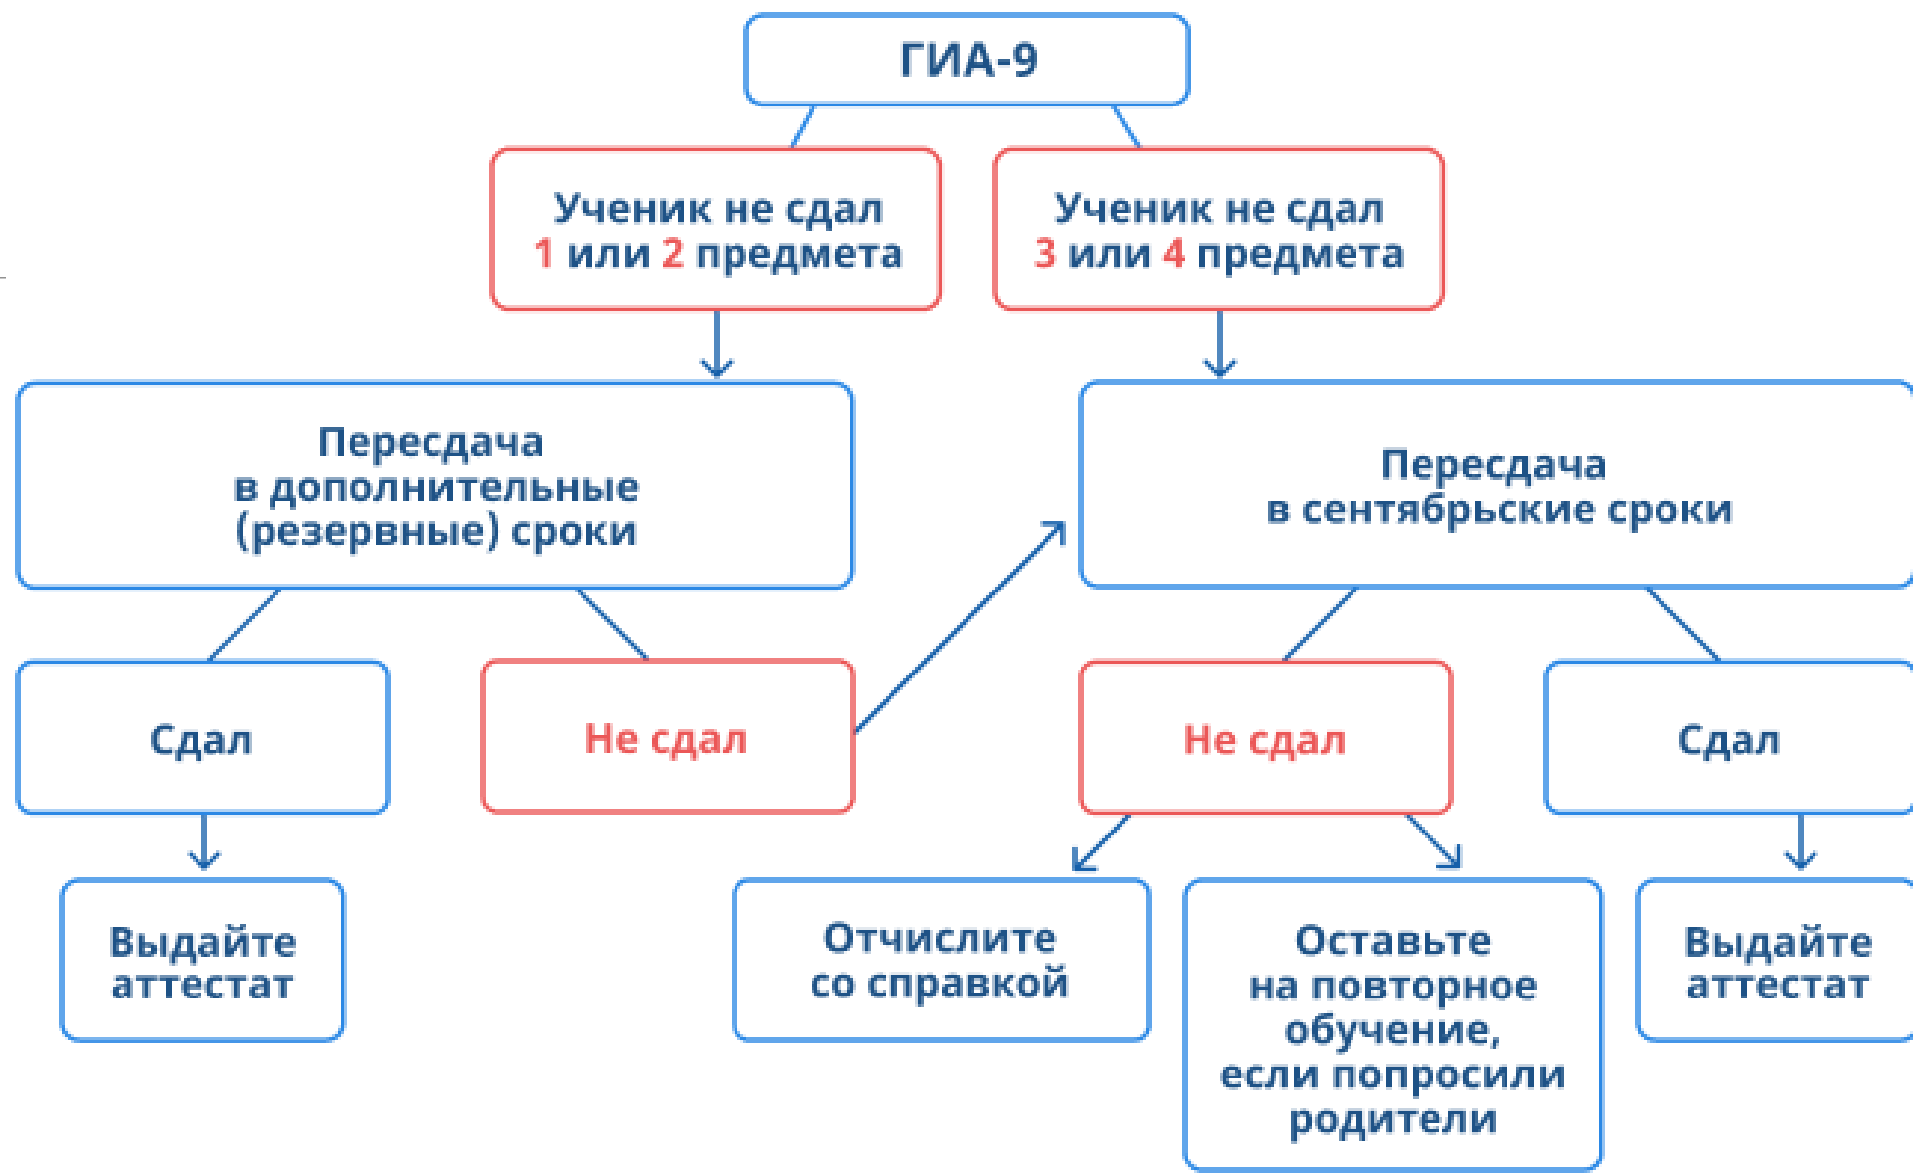 ГИА-9
Ученик не сдал
1 или 2 предмета
Ученик не сдал
3 или 4 предмета
Пересдача
в дополнительные
(резервные) сроки
Пересдача
в сентябрьские сроки
Сдал
Не сдал
Не сдал
Сдал
Выдайте
аттестат
Отчислите
со справкой
Оставьте
на повторное
обучение,
если попросили
родители
Выдайте
аттестат